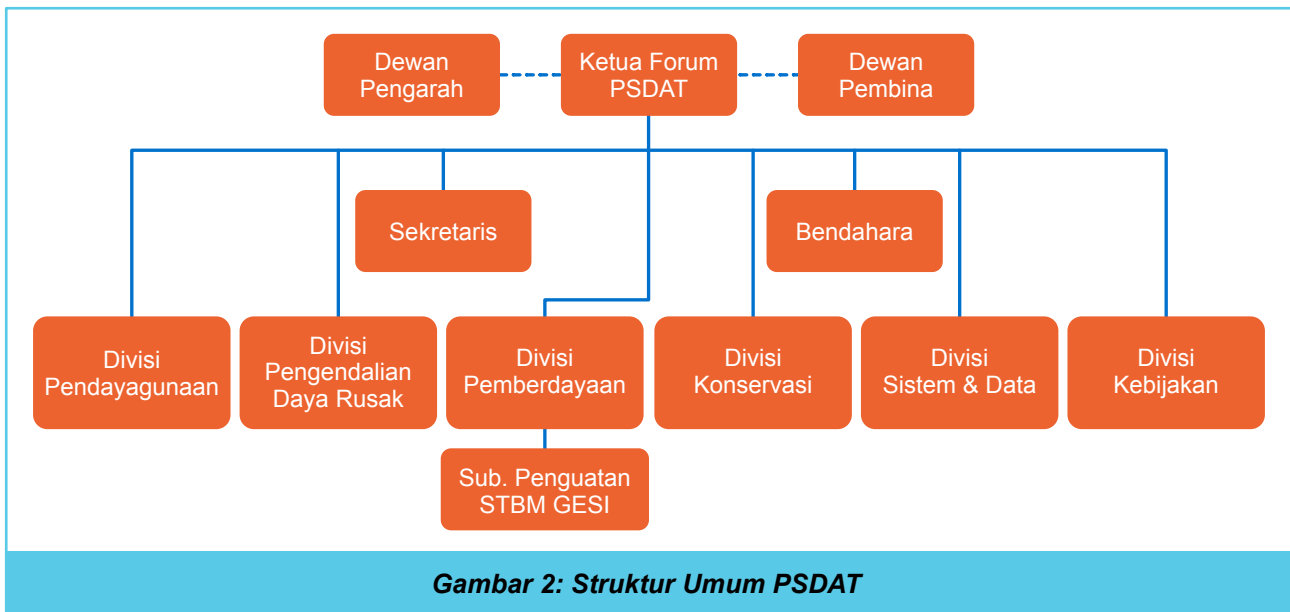 Dewan
Pengarah
Ketua Forum
PSDAT
Dewan
Pembina
Sekretaris
Bendahara
Divisi
Pendayagunaan
Divisi
Pengendalian
Daya Rusak
Divisi
Pemberdayaan
Divisi
Konservasi
Divisi
Sistem & Data
Divisi
Kebijakan
Sub. Penguatan
STBM GESI
Gambar 2: Struktur Umum PSDAT